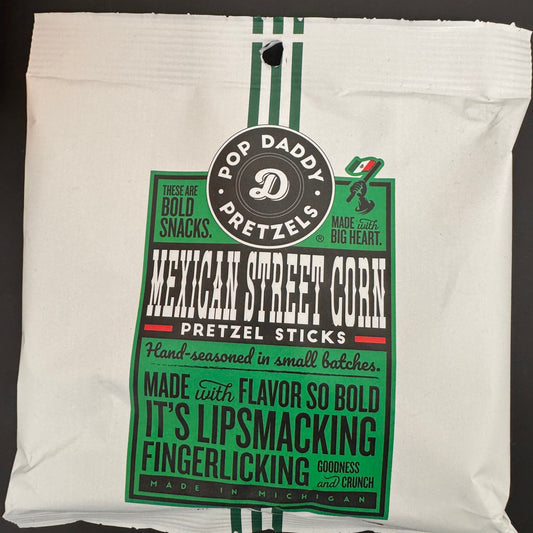 POP DADDY
D
PRETZELS
®
THESE ARE
BOLD
SNACKS.
MADE with
BIG HEART.
MEXICAN STREET CORN
PRETZEL STICKS
Hand-seasoned in small batches.
MADE with FLAVOR SO BOLD
IT'S LIPSMACKING
FINGERLICKING GOODNESS
and CRUNCH
MADE IN MICHIGAN